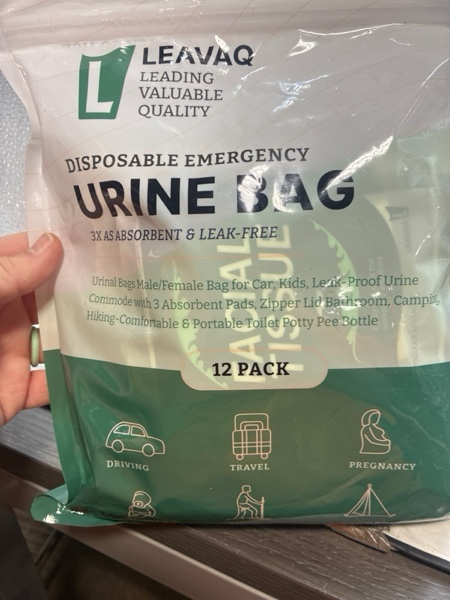 LEAVAQ
LEADING
VALUABLE
QUALITY
DISPOSABLE EMERGENCY
URINE BAG
3X AS ABSORBENT & LEAK-FREE
Urinal Bags Male/Female Bag for Car, Kids, Leak-Proof Urine
Commode with 3 Absorbent Pads, Zipper Lid Bathroom, Camping,
Hiking-Comfortable & Portable Toilet Potty Pee Bottle
FACIAL
TISSUE
12 PACK
DRIVING
TRAVEL
PREGNANCY